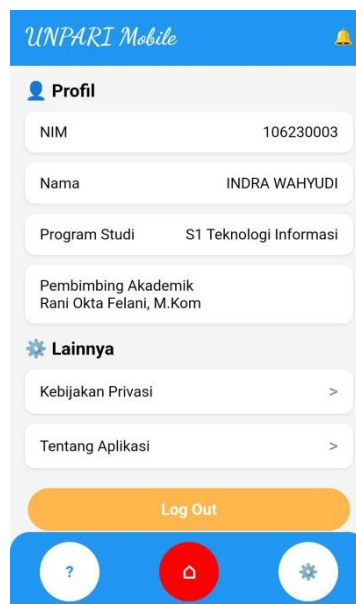 UNPARI Mobile
Profil
NIM 106230003
Nama INDRA WAHYUDI
Program Studi S1 Teknologi Informasi
Pembimbing Akademik
Rani Okta Felani, M.Kom
Lainnya
Kebijakan Privasi >
Tentang Aplikasi >
Log Out
?